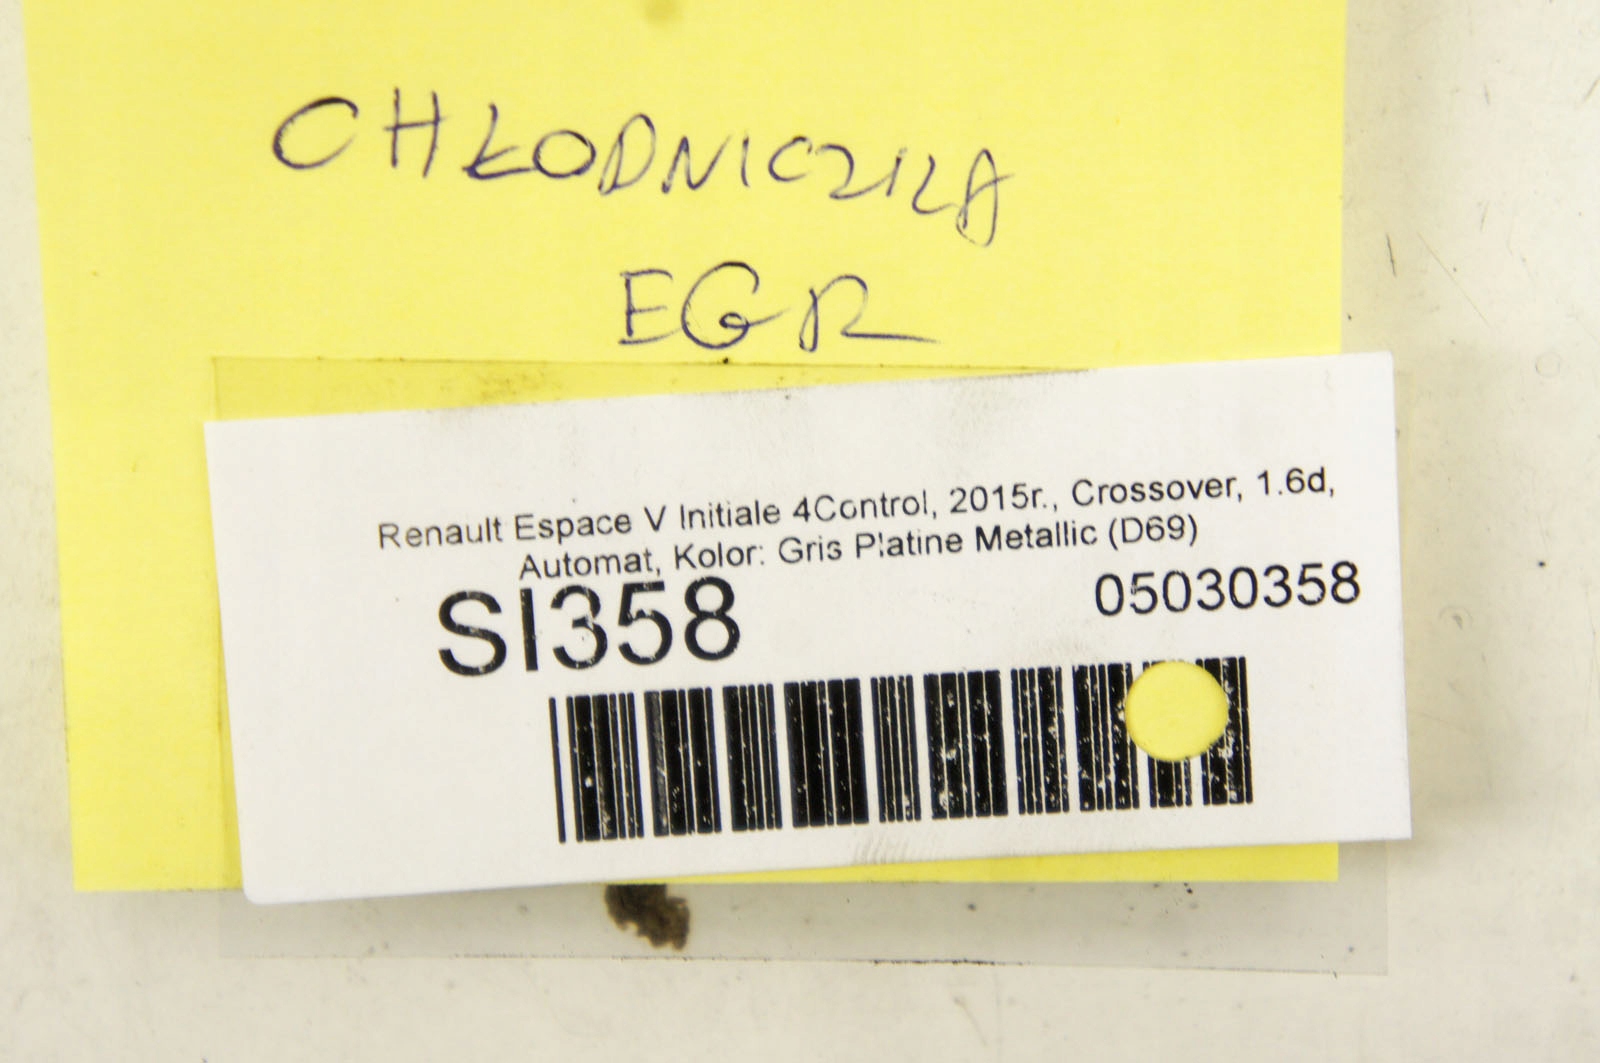 CHŁODNICZKA
EGR
Renault Espace V Initiale 4Control, 2015r., Crossover, 1.6d,
Automat, Kolor: Gris Platine Metallic (D69)
SI358
05030358